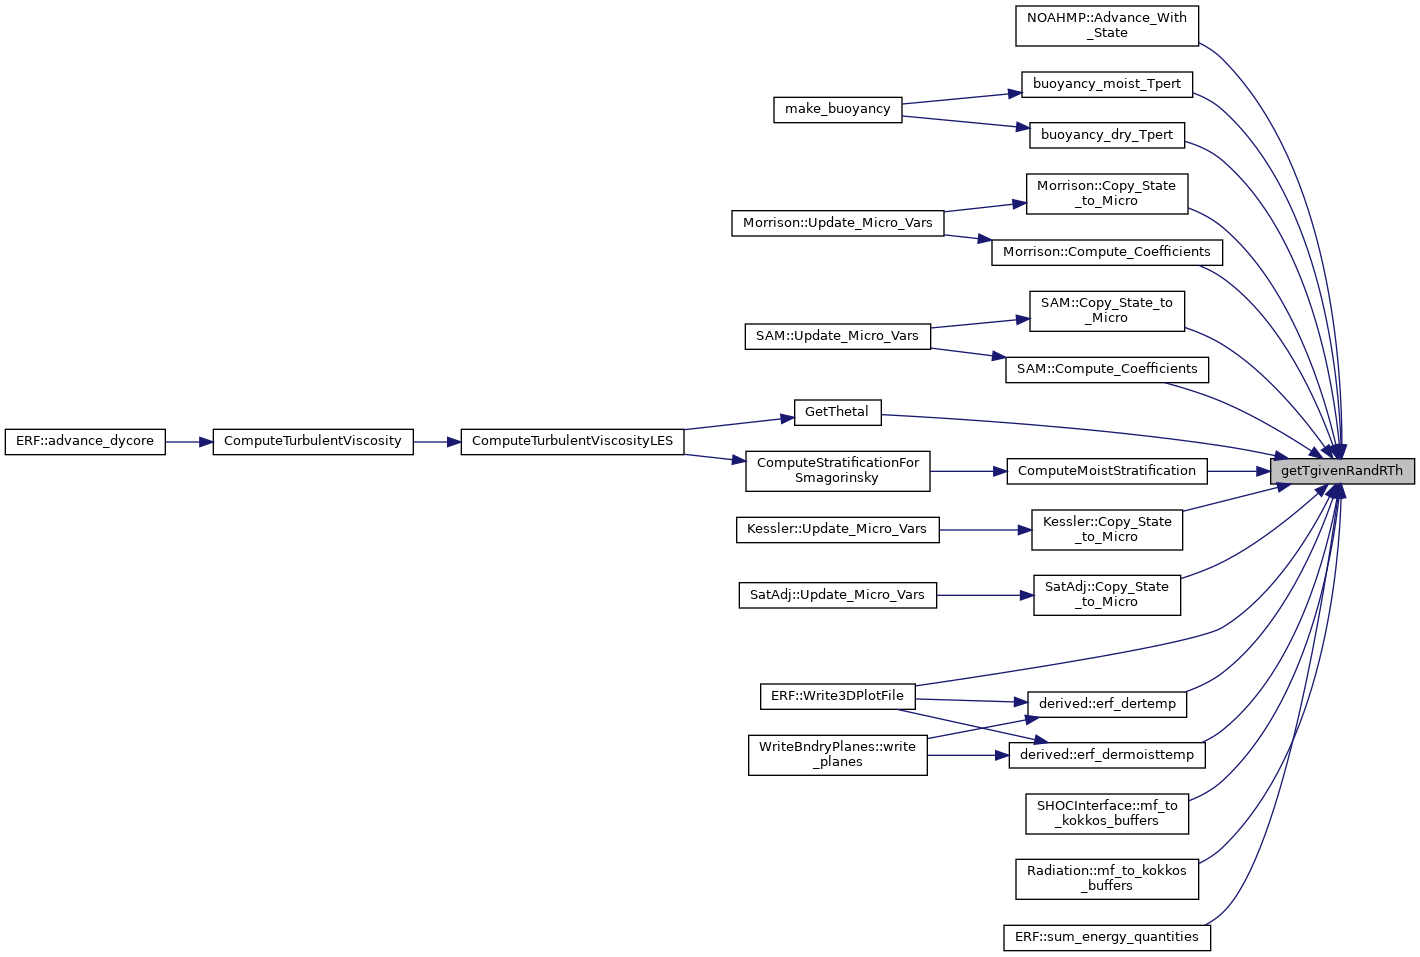 NOAHMP::Advance_With
_State
buoyancy_moist_Tpert
make_buoyancy
buoyancy_dry_Tpert
Morrison::Copy_State
_to_Micro
Morrison::Update_Micro_Vars
Morrison::Compute_Coefficients
SAM::Copy_State_to
_Micro
SAM::Update_Micro_Vars
SAM::Compute_Coefficients
GetThetal
ERF::advance_dycore
ComputeTurbulentViscosity
ComputeTurbulentViscosityLES
ComputeStratificationFor
Smagorinsky
ComputeMoistStratification
getTgivenRandRTh
Kessler::Update_Micro_Vars
Kessler::Copy_State
_to_Micro
SatAdj::Update_Micro_Vars
SatAdj::Copy_State
_to_Micro
ERF::Write3DPlotFile
derived::erf_dertemp
WriteBndryPlanes::write
_planes
derived::erf_dermoisttemp
SHOCInterface::mf_to
_kokkos_buffers
Radiation::mf_to_kokkos
_buffers
ERF::sum_energy_quantities